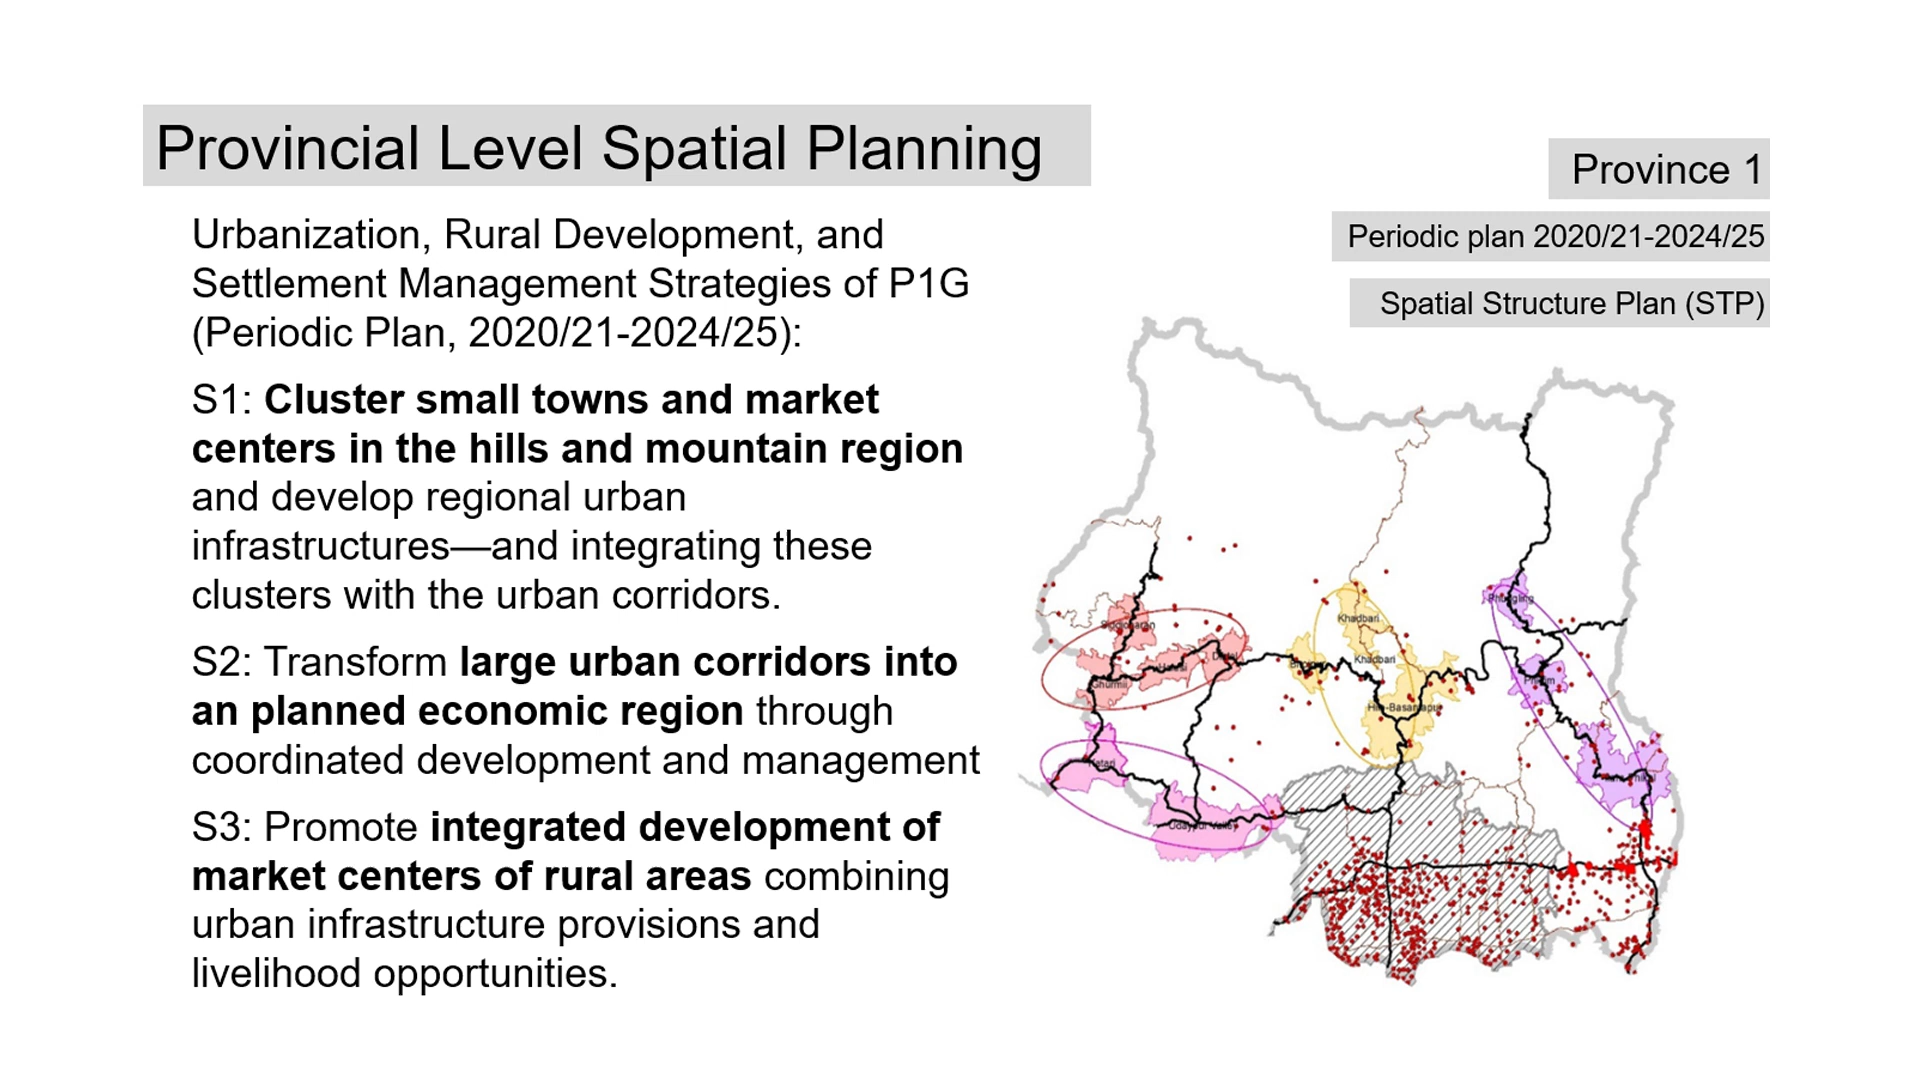 Provincial Level Spatial Planning
Province 1
Periodic plan 2020/21-2024/25
Spatial Structure Plan (STP)
Urbanization, Rural Development, and
Settlement Management Strategies of P1G
(Periodic Plan, 2020/21-2024/25):
S1: Cluster small towns and market
centers in the hills and mountain region
and develop regional urban
infrastructures—and integrating these
clusters with the urban corridors.
S2: Transform large urban corridors into
an planned economic region through
coordinated development and management
S3: Promote integrated development of
market centers of rural areas combining
urban infrastructure provisions and
livelihood opportunities.
Khadbari
Khadbari
Ghurmi
Katari